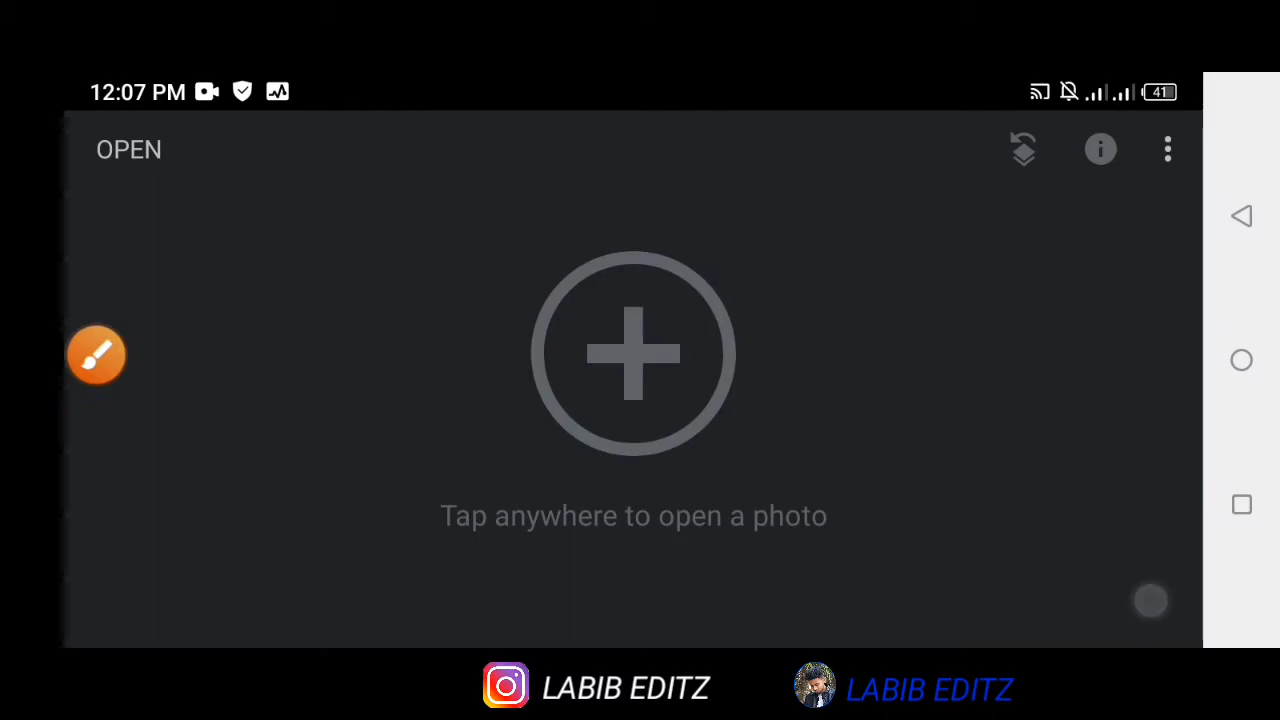 12:07 PM
41
OPEN
Tap anywhere to open a photo
LABIB EDITZ
LABIB EDITZ